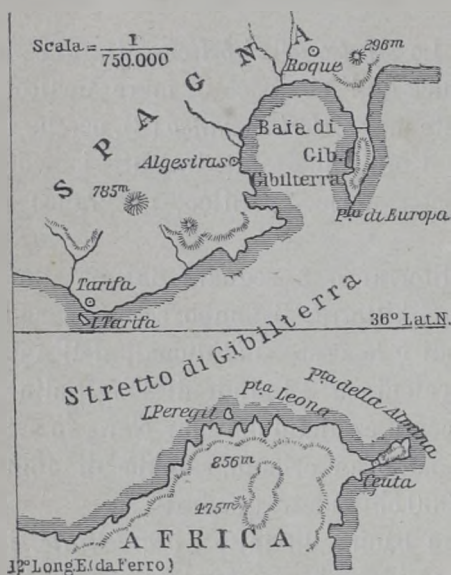 Scala = 1/750.000
SPAGNA
Roque
296m
Baia di
Gib.
Gibilterra
Algesiras
785m
Pta di Europa
Tarifa
I.Tarifa
36° Lat.N.
Stretto di Gibilterra
I.Peregil
Pta Leona
Pta della Almina
856m
Ceuta
475m
AFRICA
12° Long.E.(da Ferro)